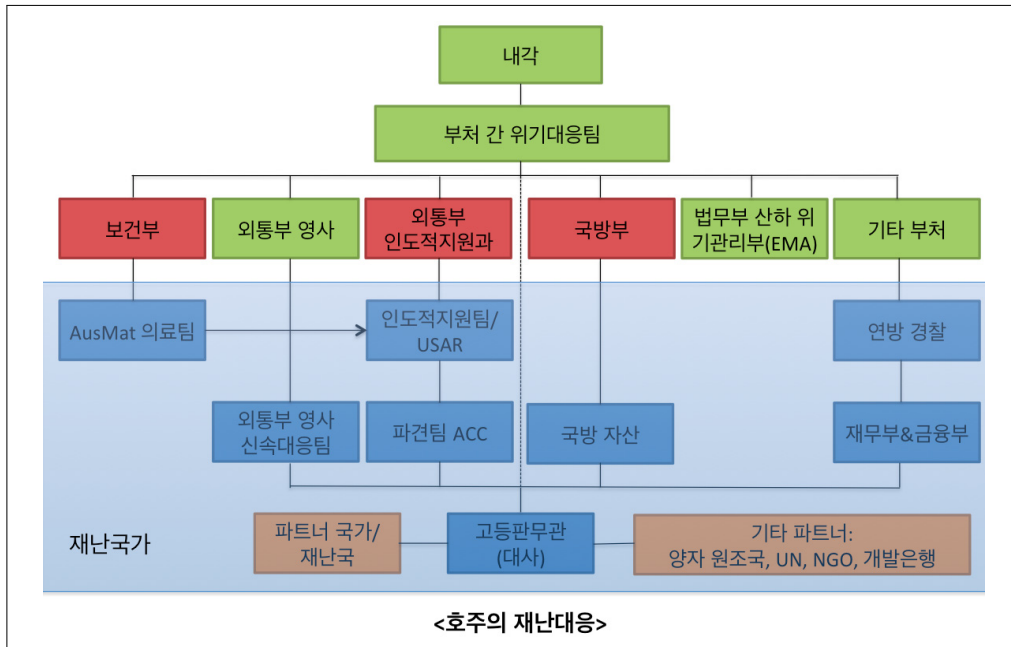 내각
부처 간 위기대응팀
보건부
외통부 영사
외통부
인도적지원과
국방부
법무부 산하 위
기관리부(EMA)
기타 부처
AusMat 의료팀
인도적지원팀/
USAR
연방 경찰
외통부 영사
신속대응팀
파견팀 ACC
국방 자산
재무부&금융부
재난국가
파트너 국가/
재난국
고등판무관
(대사)
기타 파트너:
양자 원조국, UN, NGO, 개발은행
<호주의 재난대응>